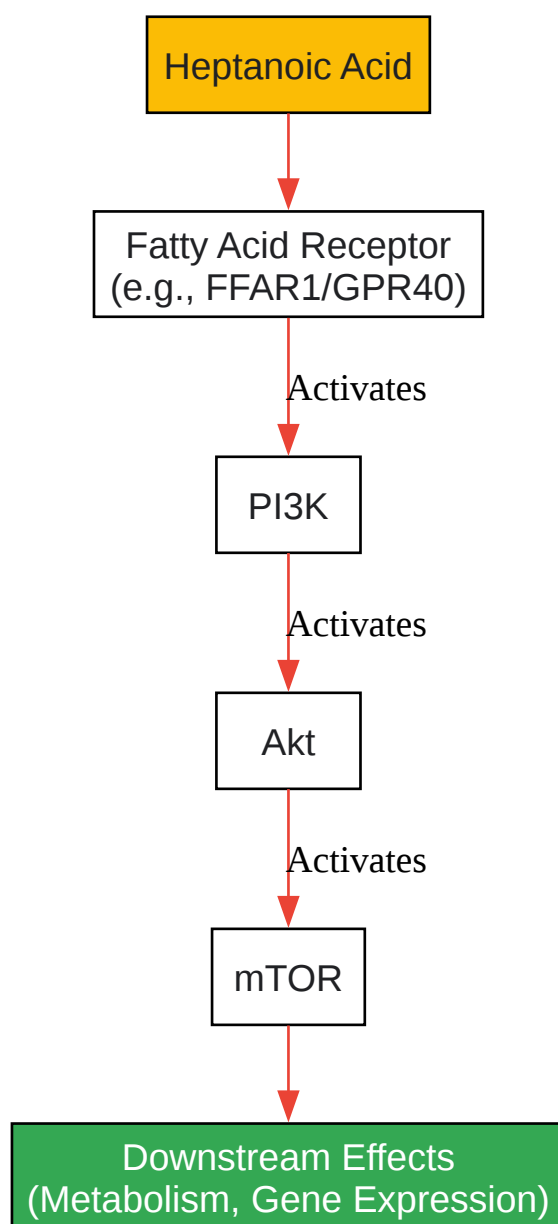 Heptanoic Acid
Fatty Acid Receptor
(e.g., FFAR1/GPR40)
Activates
PI3K
Activates
Akt
Activates
mTOR
Downstream Effects
(Metabolism, Gene Expression)